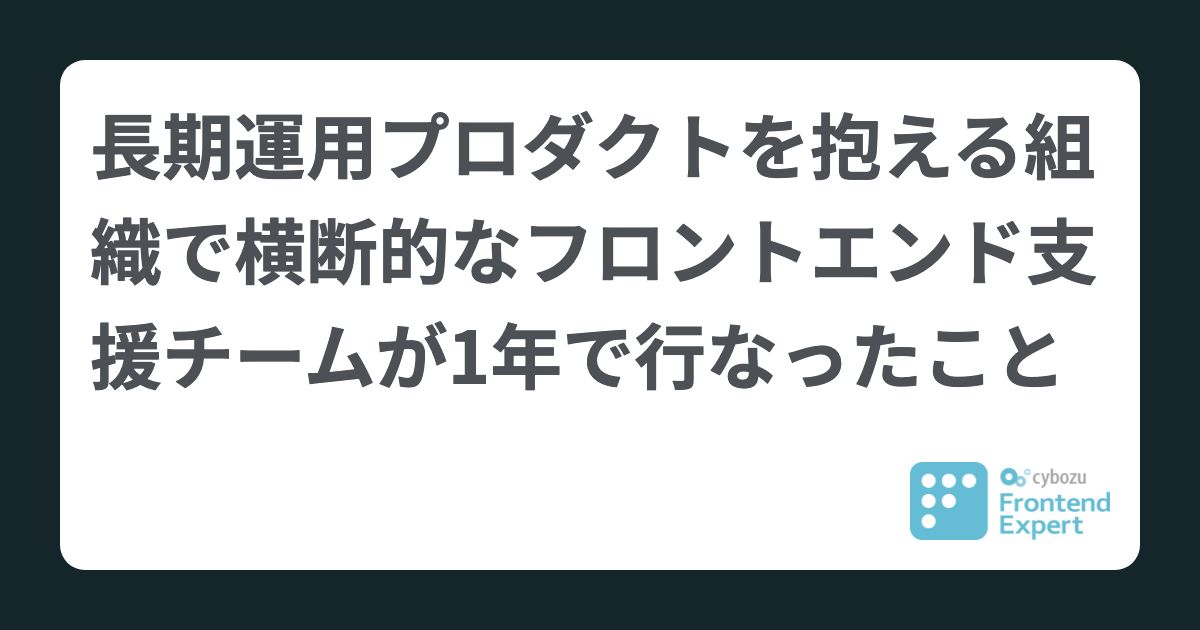 長期運用プロダクトを抱える組
織で横断的なフロントエンド支
援チームが1年で行なったこと
cybozu
Frontend
Expert